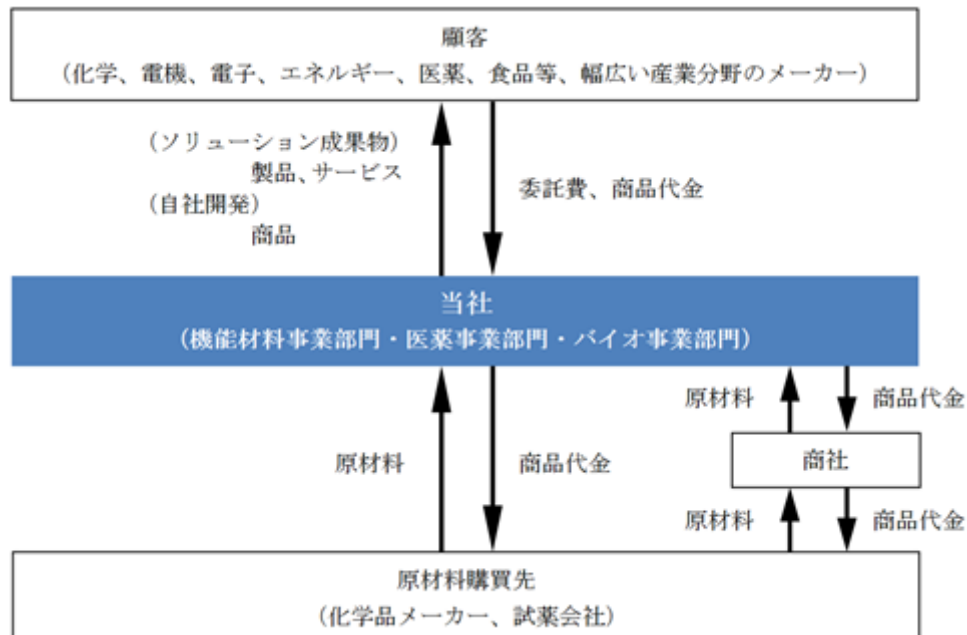 顧客
（化学、電機、電子、エネルギー、医薬、食品等、幅広い産業分野のメーカー）
（ソリューション成果物）
製品、サービス
（自社開発）
商品
委託費、商品代金
当社
（機能材料事業部門・医薬事業部門・バイオ事業部門）
原材料
商品代金
原材料
商品代金
商社
原材料
商品代金
原材料購買先
（化学品メーカー、試薬会社）